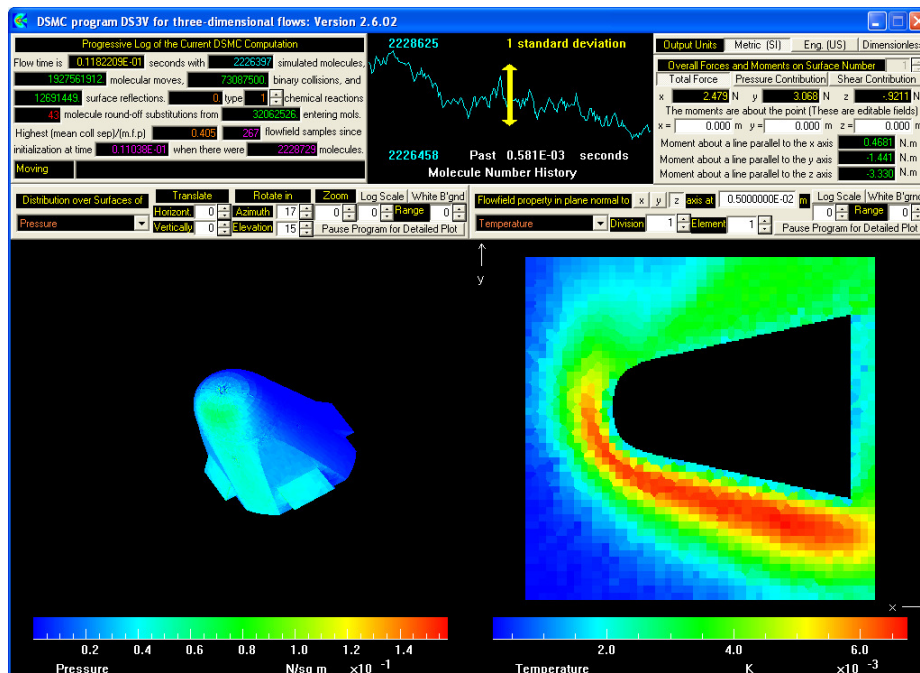 DSMC program DS3V for three-dimensional flows: Version 2.6.02
Progressive Log of the Current DSMC Computation
Flow time is 0.1182209E-01 seconds with 2226397 simulated molecules,
1927561912. molecular moves, 73087500. binary collisions, and
12691449. surface reflections. 0. type 1 chemical reactions
43 molecule round-off substitutions from 32062526. entering mols.
Highest (mean coll sep)/(m.f.p) 0.405 267 flowfield samples since
initialization at time 0.11038E-01 when there were 2229729 molecules.
Moving
2228625 1 standard deviation
2226458 Past 0.581E-03 seconds
Molecule Number History
Output Units Metric (SI) Eng. (US) Dimensionless
Overall Forces and Moments on Surface Number 1
Total Force Pressure Contribution Shear Contribution
x 2.479 N y 3.068 N z -.9211 N
The moments are about the point (These are editable fields)
x = 0.000 m y = 0.000 m z = 0.000 m
Moment about a line parallel to the x axis 0.4681 N.m
Moment about a line parallel to the y axis -1.441 N.m
Moment about a line parallel to the z axis -3.330 N.m
Distribution over Surfaces of
Pressure
Translate Rotate in Zoom Log Scale White B'gnd
Horizont. 0 Azimuth 17 0 0 Range 0
Vertically 0 Elevation 15 Pause Program for Detailed Plot
Flowfield property in plane normal to x y z axis at 0.5000000E-02 m Log Scale White B'gnd
0 Range 0
Temperature Division 1 Element 1 Pause Program for Detailed Plot
y
x
0.2 0.4 0.6 0.8 1.0 1.2 1.4
Pressure N/sq m ×10 -1
2.0 4.0 6.0
Temperature K ×10 -3